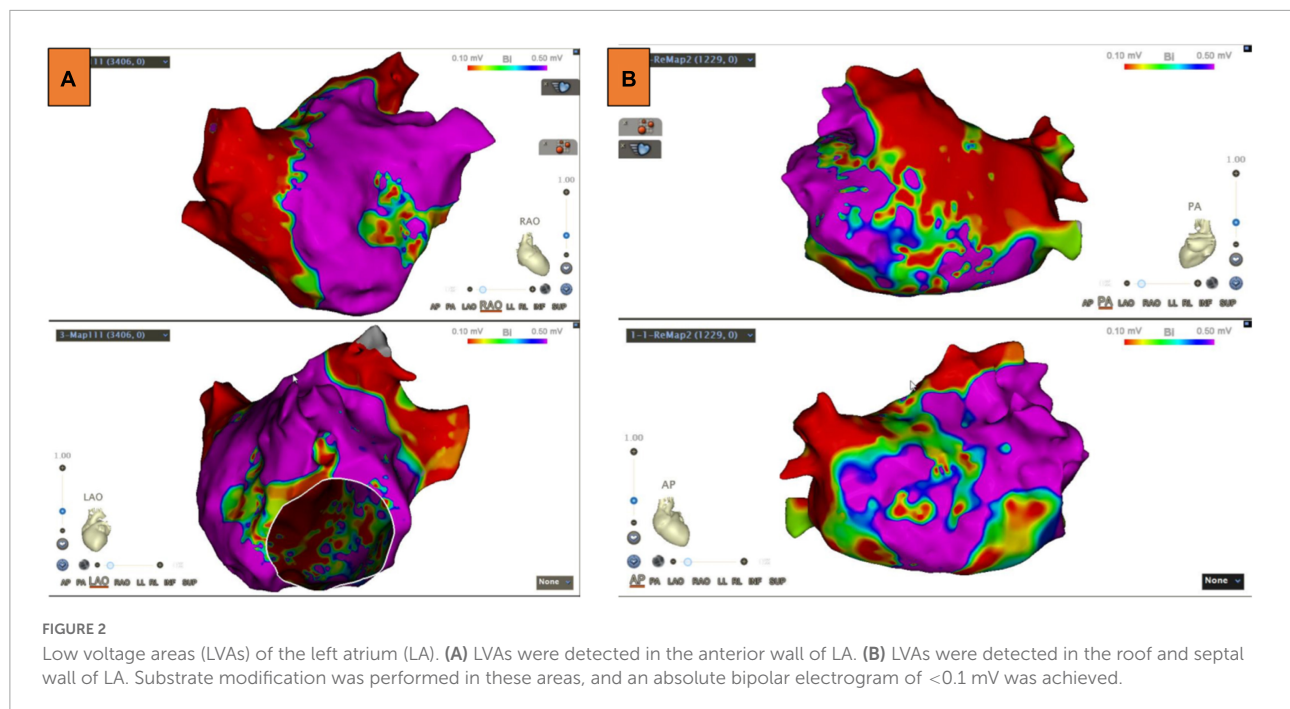 A
111 (3406, 0)
0.10 mV Bi 0.50 mV
1.00
RAO
AP PA LAO RAO LL RL INF SUP
3-Map111 (3406, 0)
0.10 mV Bi 0.50 mV
1.00
LAO
AP PA LAO RAO LL RL INF SUP
None
B
-ReMap2 (1229, 0)
0.10 mV Bi 0.50 mV
1.00
PA
AP PA LAO RAO LL RL INF SUP
1-1-ReMap2 (1229, 0)
0.10 mV Bi 0.50 mV
1.00
AP
AP PA LAO RAO LL RL INF SUP
None
FIGURE 2
Low voltage areas (LVAs) of the left atrium (LA). (A) LVAs were detected in the anterior wall of LA. (B) LVAs were detected in the roof and septal
wall of LA. Substrate modification was performed in these areas, and an absolute bipolar electrogram of <0.1 mV was achieved.